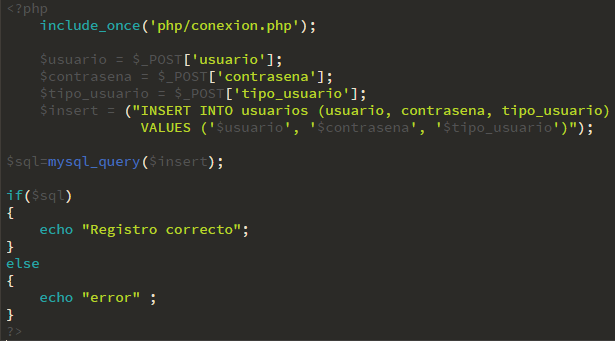 <?php
include_once('php/conexion.php');
$usuario = $_POST['usuario'];
$contrasena = $_POST['contrasena'];
$tipo_usuario = $_POST['tipo_usuario'];
$insert = ("INSERT INTO usuarios (usuario, contrasena, tipo_usuario)
VALUES ('$usuario', '$contrasena', '$tipo_usuario')");
$sql=mysql_query($insert);
if($sql)
{
echo "Registro correcto";
}
else
{
echo "error" ;
}
?>